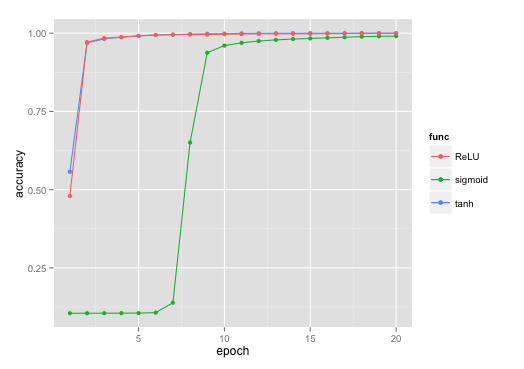 1.00
0.75
0.50
0.25
accuracy
5
10
15
20
epoch
func
ReLU
sigmoid
tanh